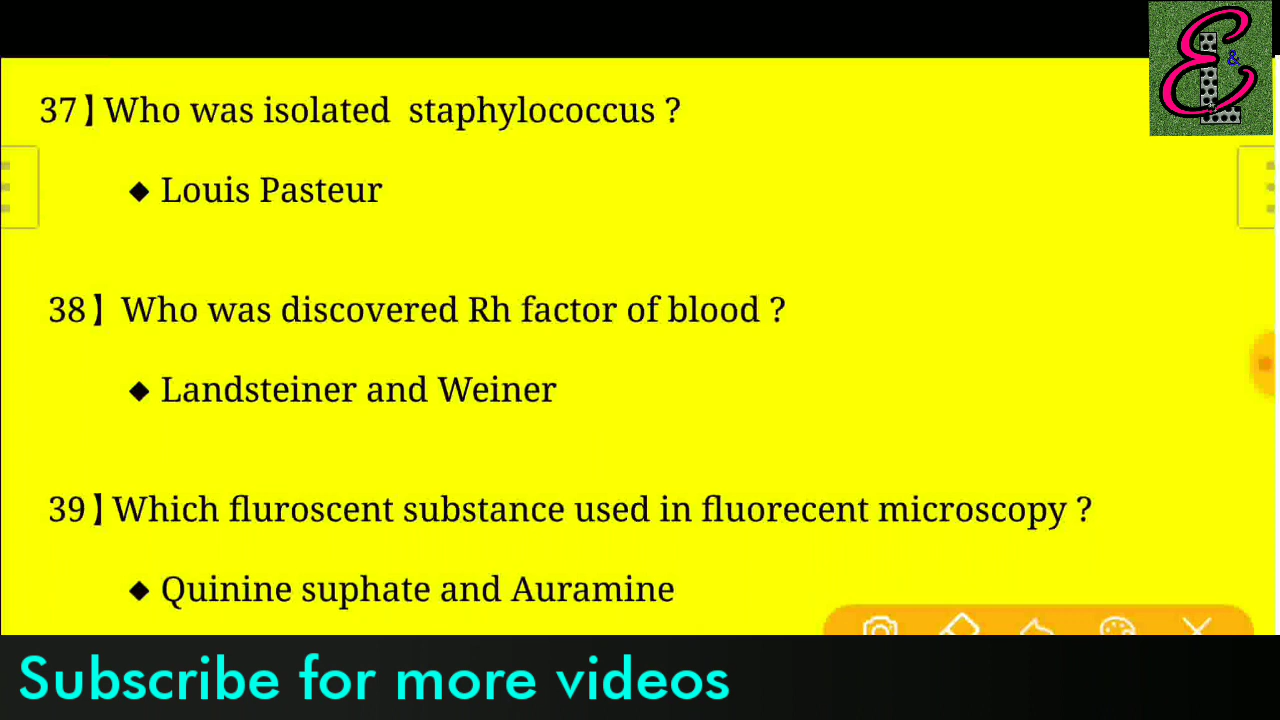 37】Who was isolated staphylococcus ?
◆ Louis Pasteur
38】 Who was discovered Rh factor of blood ?
◆ Landsteiner and Weiner
39】Which fluroscent substance used in fluorecent microscopy ?
◆ Quinine suphate and Auramine
Subscribe for more videos
E & L